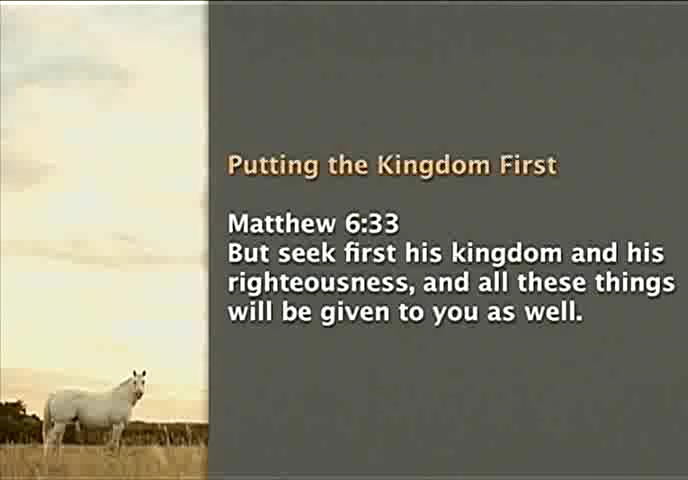 Putting the Kingdom First
Matthew 6:33
But seek first his kingdom and his
righteousness, and all these things
will be given to you as well.